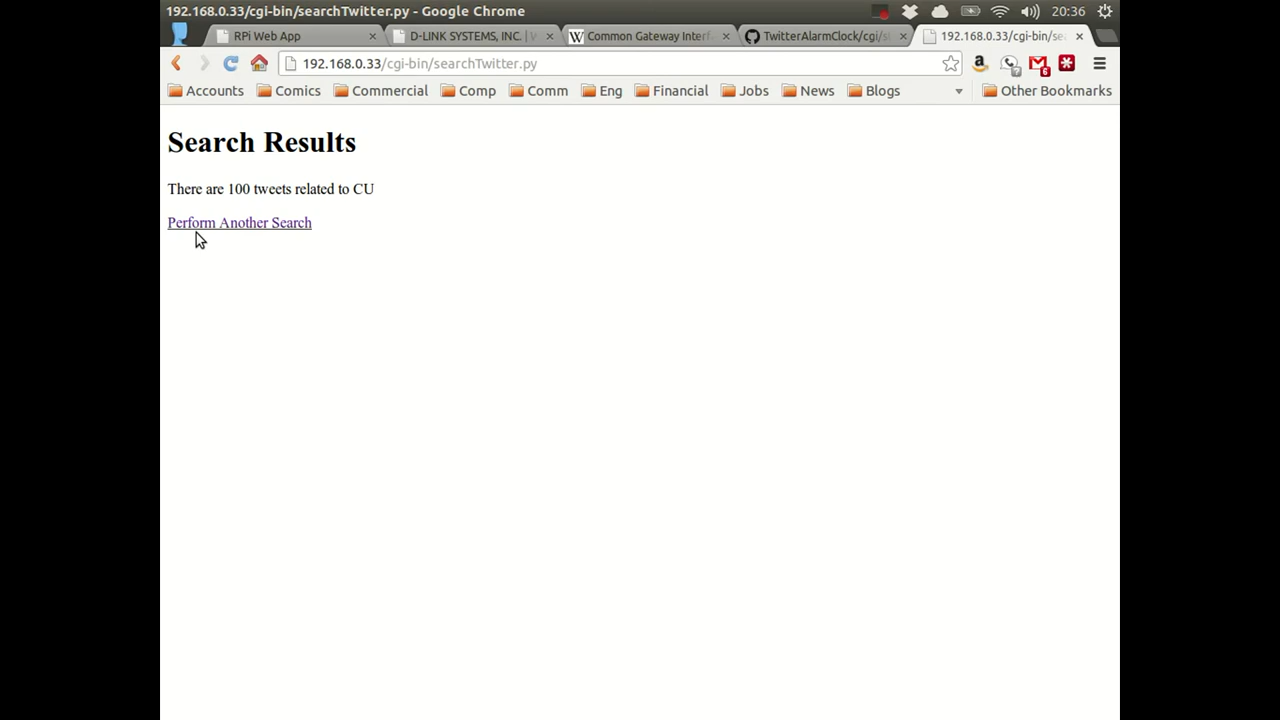 192.168.0.33/cgi-bin/searchTwitter.py - Google Chrome
20:36
RPi Web App
D-LINK SYSTEMS, INC. |
Common Gateway Interf
TwitterAlarmClock/cgi/s
192.168.0.33/cgi-bin/se
192.168.0.33/cgi-bin/searchTwitter.py
Accounts
Comics
Commercial
Comp
Comm
Eng
Financial
Jobs
News
Blogs
Other Bookmarks
Search Results
There are 100 tweets related to CU
Perform Another Search